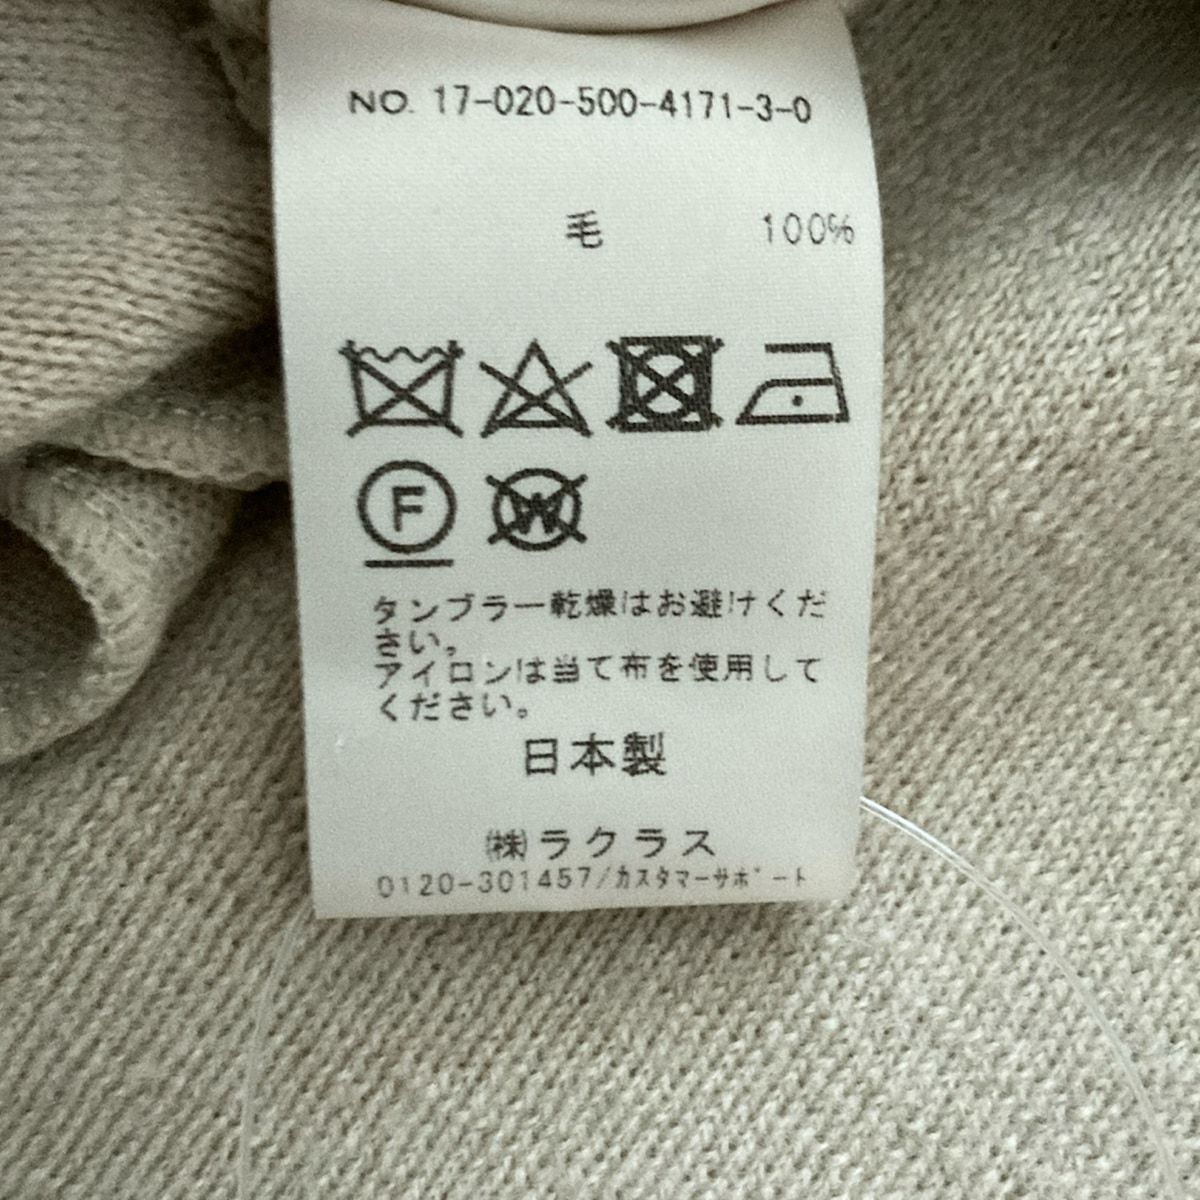 NO. 17-020-500-4171-3-0
毛 100%
F W
タンブラー乾燥はお避けくだ
さい。
アイロンは当て布を使用して
ください。
日本製
㈱ラクラス
0120-301457/ｶｽﾀﾏｰｻﾎﾟｰﾄ